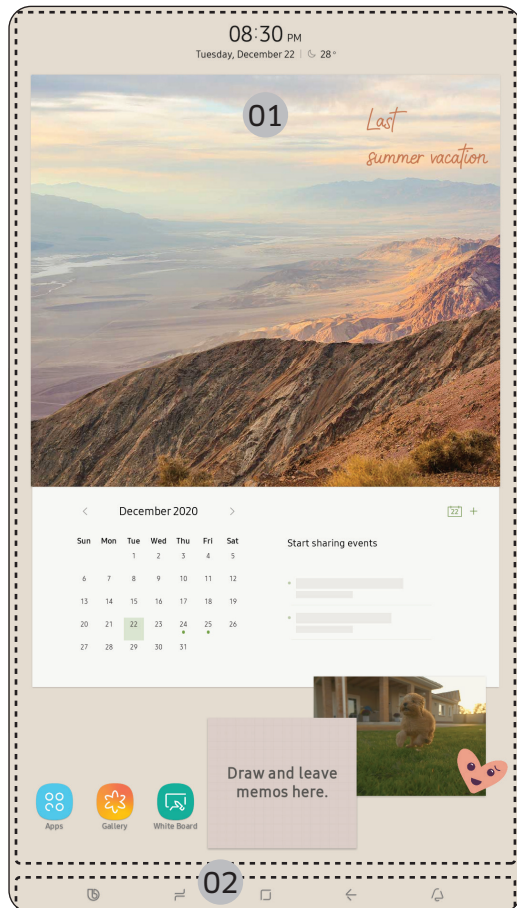 08:30 PM
Tuesday, December 22 | 28°
01
Last
summer vacation
December 2020
22 +
Sun Mon Tue Wed Thu Fri Sat
1 2 3 4 5
6 7 8 9 10 11 12
13 14 15 16 17 18 19
20 21 22 23 24 25 26
27 28 29 30 31
Start sharing events
Draw and leave
memos here.
Apps
Gallery
White Board
02